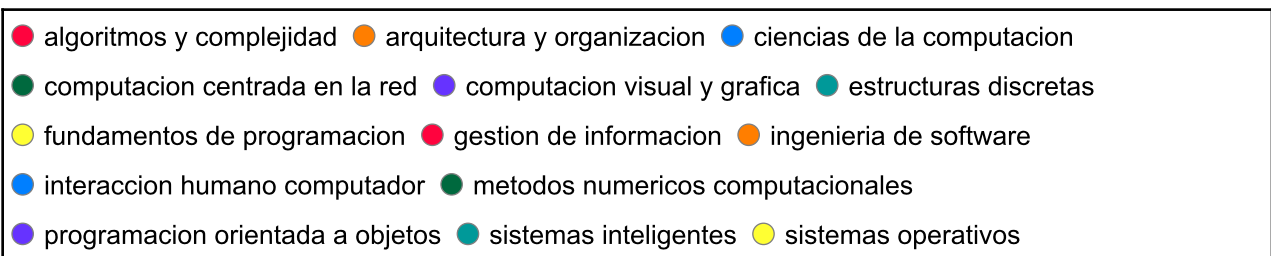 algoritmos y complejidad arquitectura y organizacion ciencias de la computacion
computacion centrada en la red computacion visual y grafica estructuras discretas
fundamentos de programacion gestion de informacion ingenieria de software
interaccion humano computador metodos numericos computacionales
programacion orientada a objetos sistemas inteligentes sistemas operativos